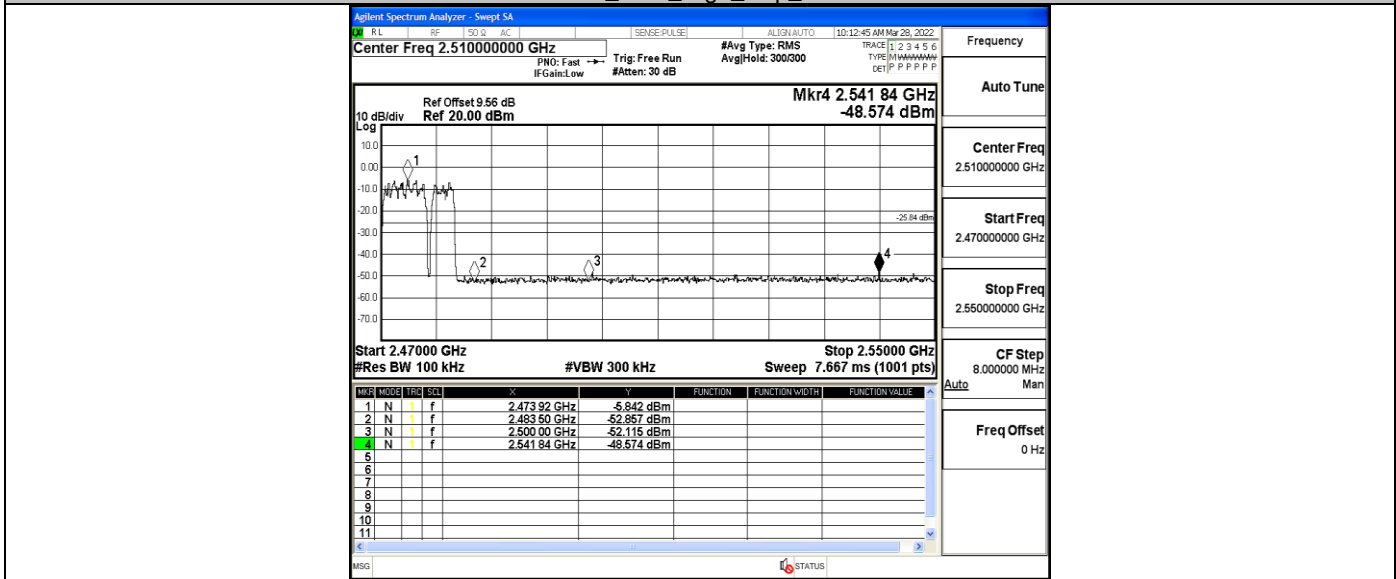 Agilent Spectrum Analyzer - Swept SA
RL RF 50 Ω AC SENSE:PULSE ALIGN AUTO 10:12:45 AM Mar 28, 2022
Center Freq 2.510000000 GHz
PNO: Fast
IFGain:Low
Trig: Free Run
#Atten: 30 dB
#Avg Type: RMS
Avg|Hold: 300/300
TRACE 1 2 3 4 5 6
TYPE MWWWWW
DET P P P P P P
Frequency
Auto Tune
Center Freq
2.510000000 GHz
Start Freq
2.470000000 GHz
Stop Freq
2.550000000 GHz
CF Step
8.000000 MHz
Auto Man
Freq Offset
0 Hz
Ref Offset 9.56 dB
10 dB/div Ref 20.00 dBm
Log
Mkr4 2.541 84 GHz
-48.574 dBm
10.0
0.00
-10.0
-20.0
-30.0
-40.0
-50.0
-60.0
-70.0
1
2
3
4
-25.84 dBm
Start 2.47000 GHz Stop 2.55000 GHz
#Res BW 100 kHz #VBW 300 kHz Sweep 7.667 ms (1001 pts)
MKR MODE TRC SCL X Y FUNCTION FUNCTION WIDTH FUNCTION VALUE
1 N 1 f 2.473 92 GHz -5.842 dBm
2 N 1 f 2.483 50 GHz -52.857 dBm
3 N 1 f 2.500 00 GHz -52.115 dBm
4 N 1 f 2.541 84 GHz -48.574 dBm
5
6
7
8
9
10
11
MSG STATUS